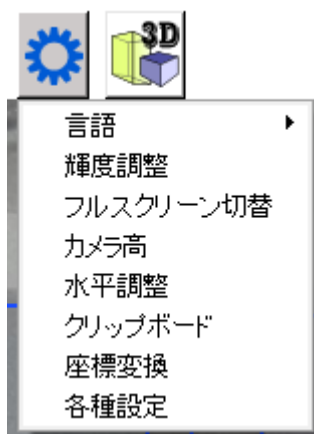 3D
言語
輝度調整
フルスクリーン切替
カメラ高
水平調整
クリップボード
座標変換
各種設定